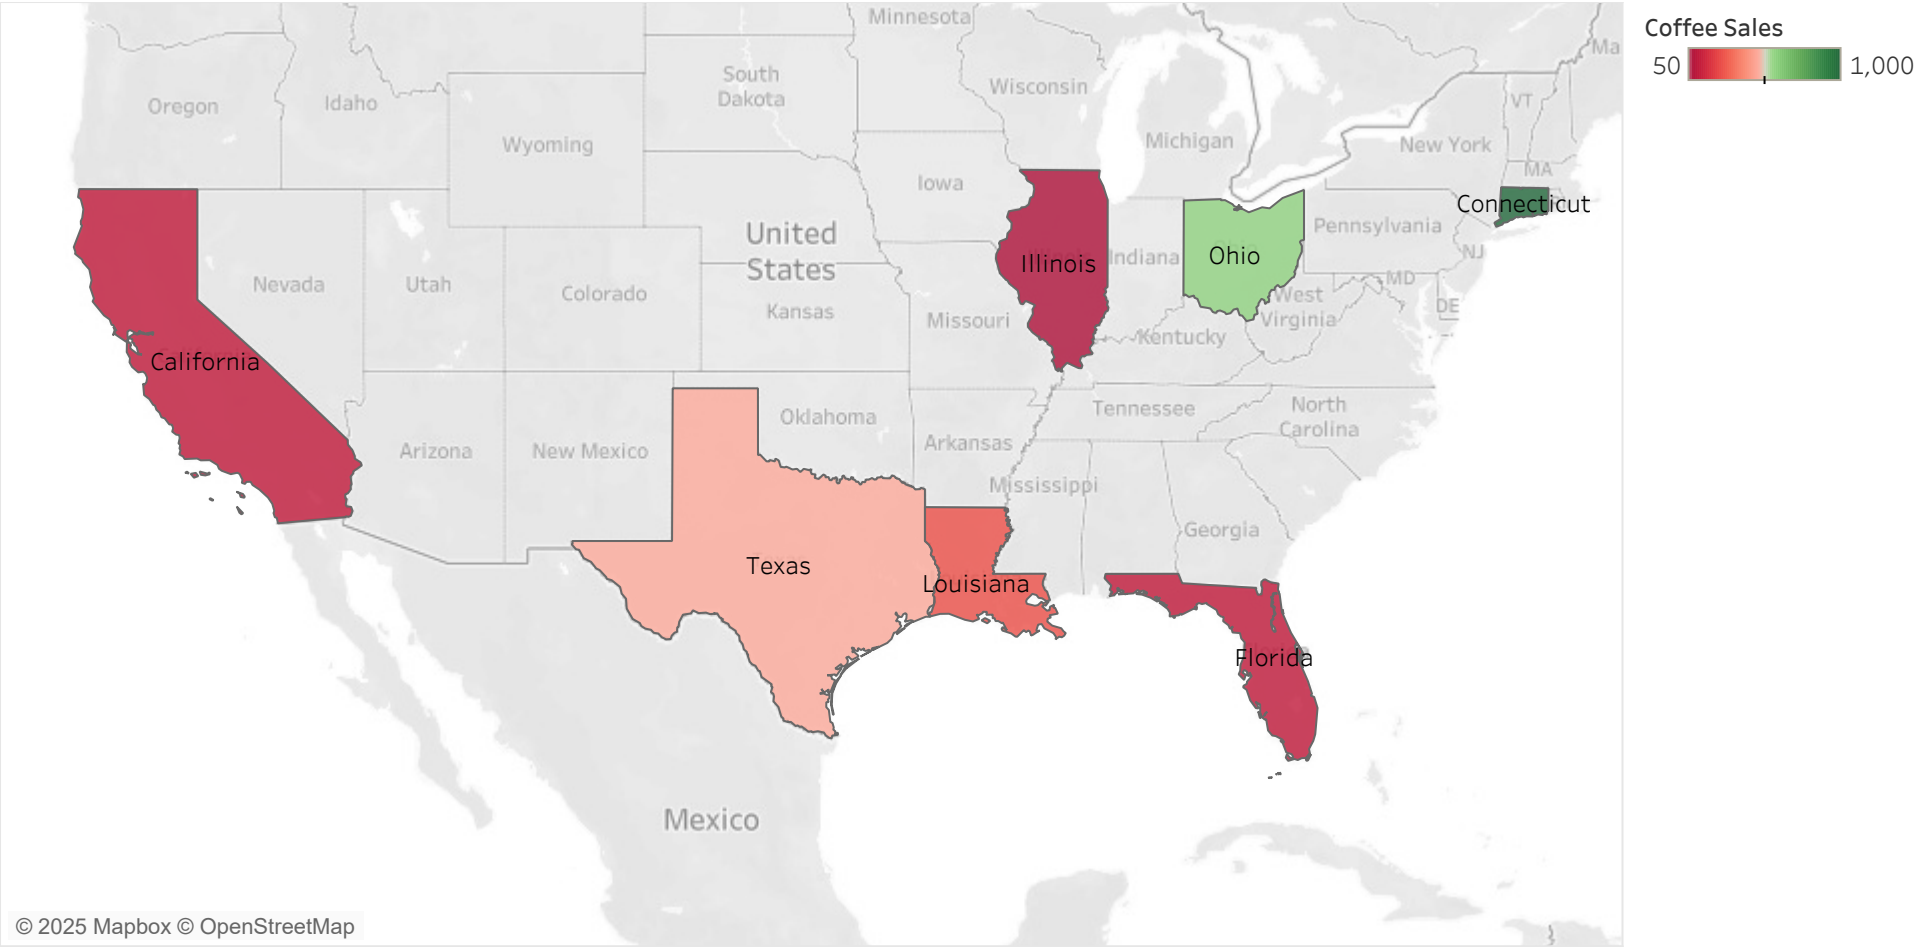 Coffee Sales
50
1,000
Minnesota
Ma
South
Dakota
Wisconsin
Oregon
Idaho
VT
Wyoming
Michigan
New York
MA
Iowa
Connecticut
United
States
Pennsylvania
Illinois
Indiana
Ohio
NJ
Nevada
Utah
Colorado
Kansas
MD
West
Virginia
DE
Missouri
Kentucky
California
Oklahoma
Tennessee
North
Carolina
Arizona
New Mexico
Arkansas
Mississippi
Georgia
Texas
Louisiana
Florida
Mexico
© 2025 Mapbox © OpenStreetMap